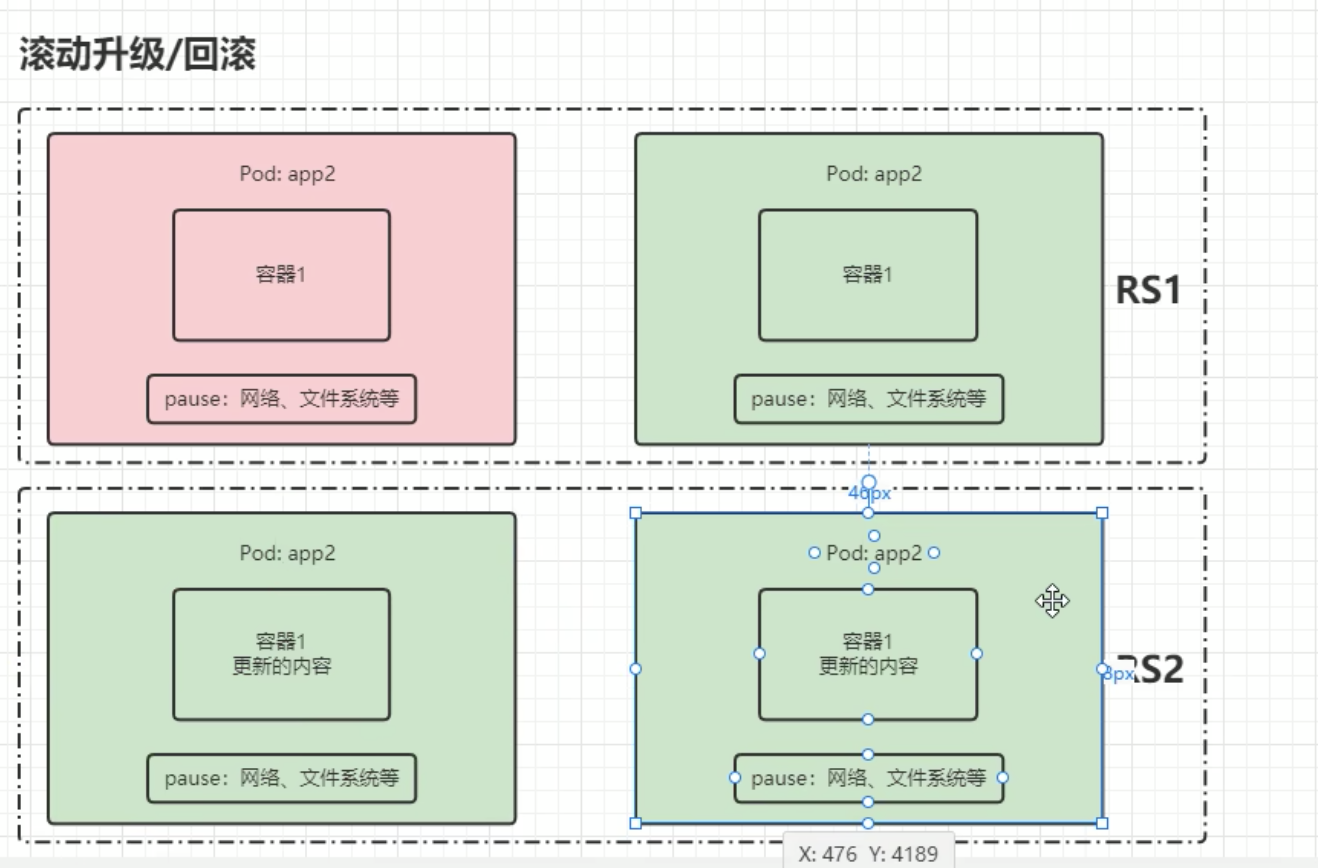 滚动升级/回滚
Pod: app2
容器1
pause：网络、文件系统等
Pod: app2
容器1
pause：网络、文件系统等
RS1
Pod: app2
容器1
更新的内容
pause：网络、文件系统等
40px
Pod: app2
容器1
更新的内容
pause：网络、文件系统等
RS2
X: 476 Y: 4189